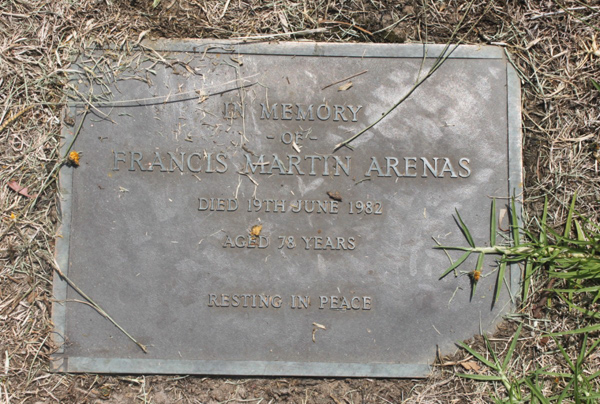 IN MEMORY
- OF -
FRANCIS MARTIN ARENAS
DIED 19TH JUNE 1982
AGED 78 YEARS
RESTING IN PEACE